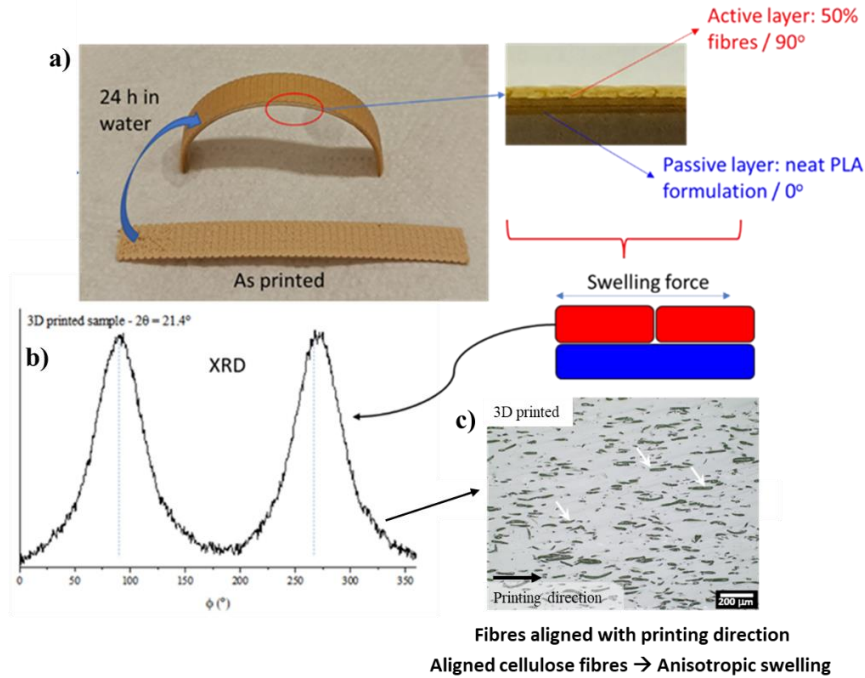 a)
24 h in
water
As printed
Active layer: 50%
fibres / 90°
Passive layer: neat PLA
formulation / 0°
Swelling force
b)
3D printed sample - 2θ = 21.4°
XRD
0 50 100 150 200 250 300 350
ϕ (°)
c)
3D printed
Printing direction
200 µm
Fibres aligned with printing direction
Aligned cellulose fibres → Anisotropic swelling